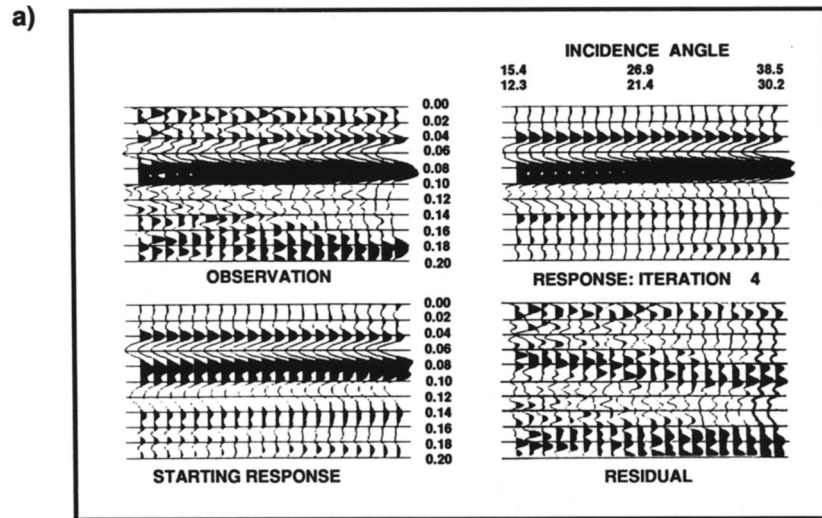 a)
INCIDENCE ANGLE
15.4 26.9 38.5
12.3 21.4 30.2
0.00
0.02
0.04
0.06
0.08
0.10
0.12
0.14
0.16
0.18
0.20
OBSERVATION
RESPONSE: ITERATION 4
0.00
0.02
0.04
0.06
0.08
0.10
0.12
0.14
0.16
0.18
0.20
STARTING RESPONSE
RESIDUAL